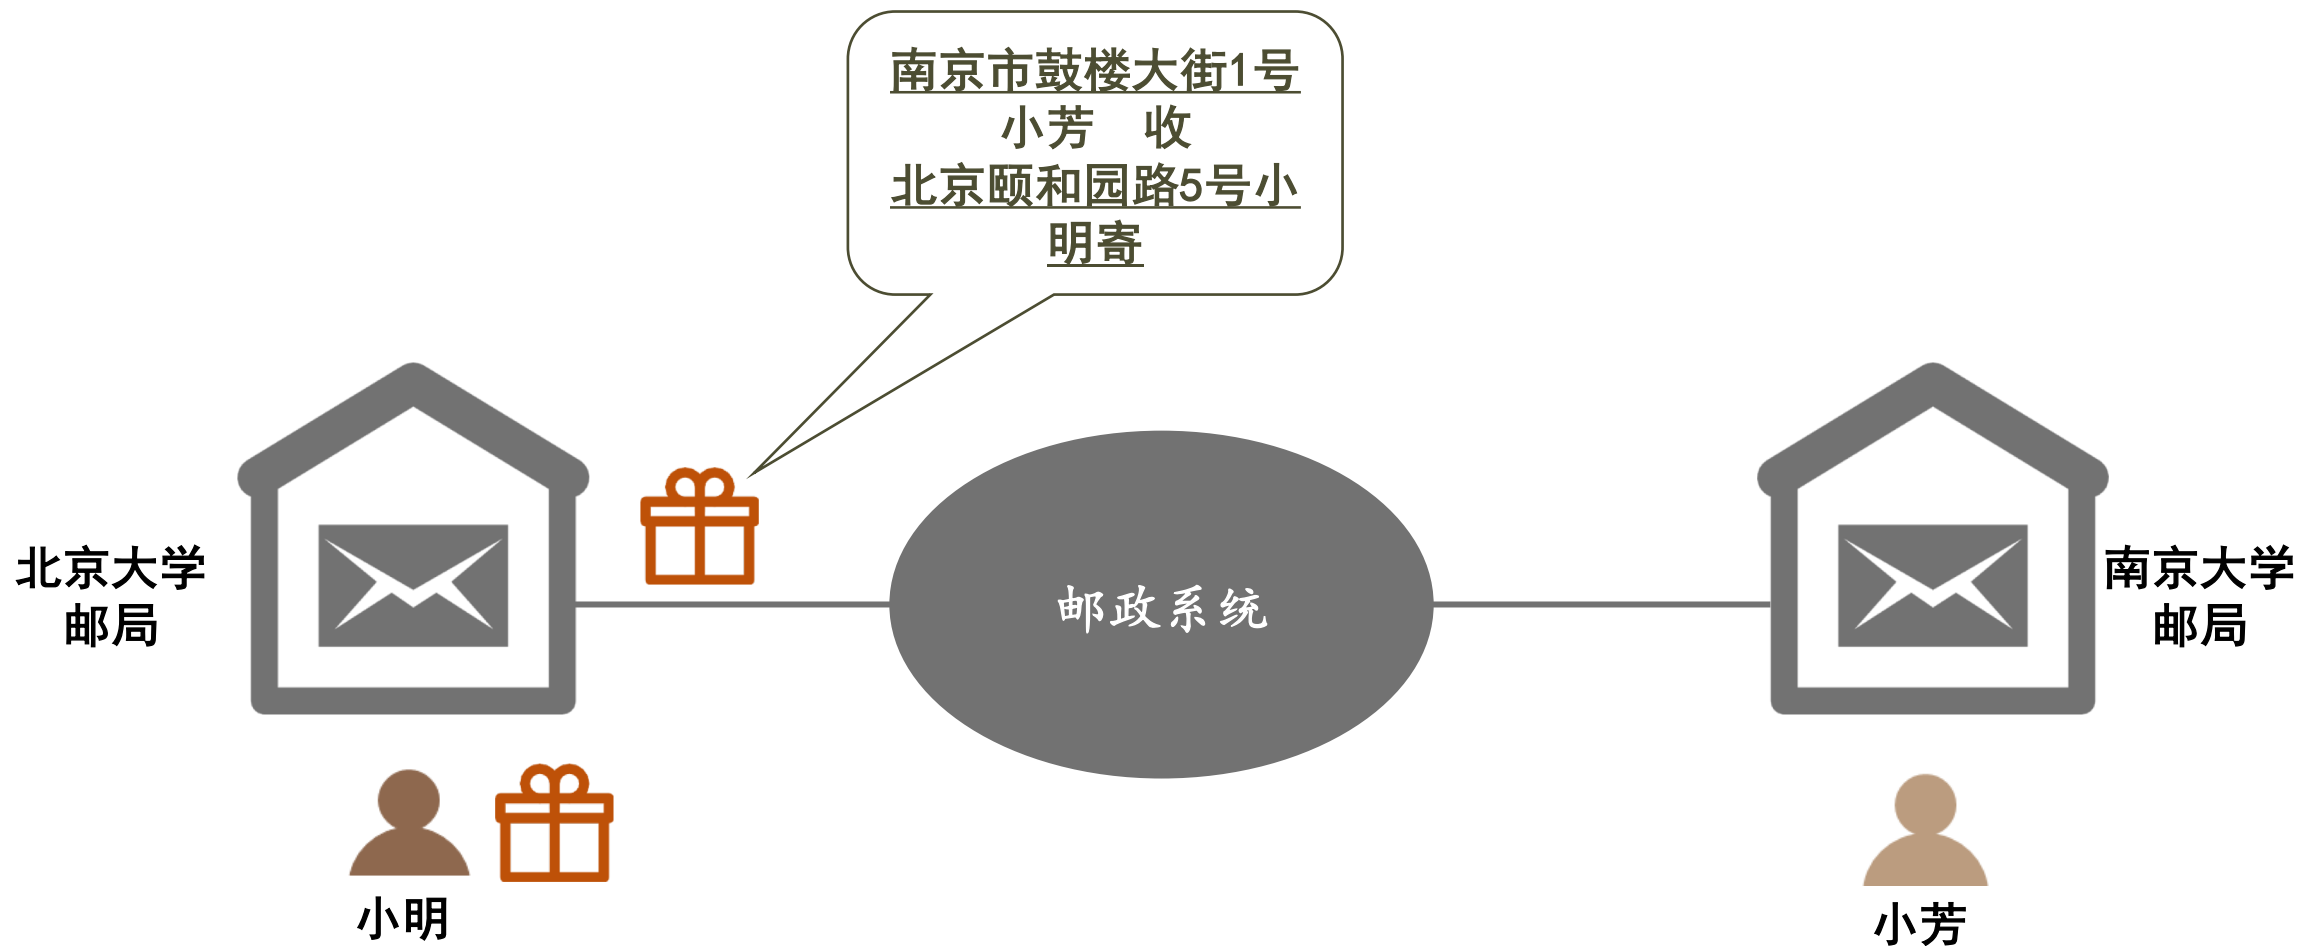 南京市鼓楼大街1号
小芳 收
北京颐和园路5号小
明寄
北京大学
邮局
邮政系统
南京大学
邮局
小明
小芳